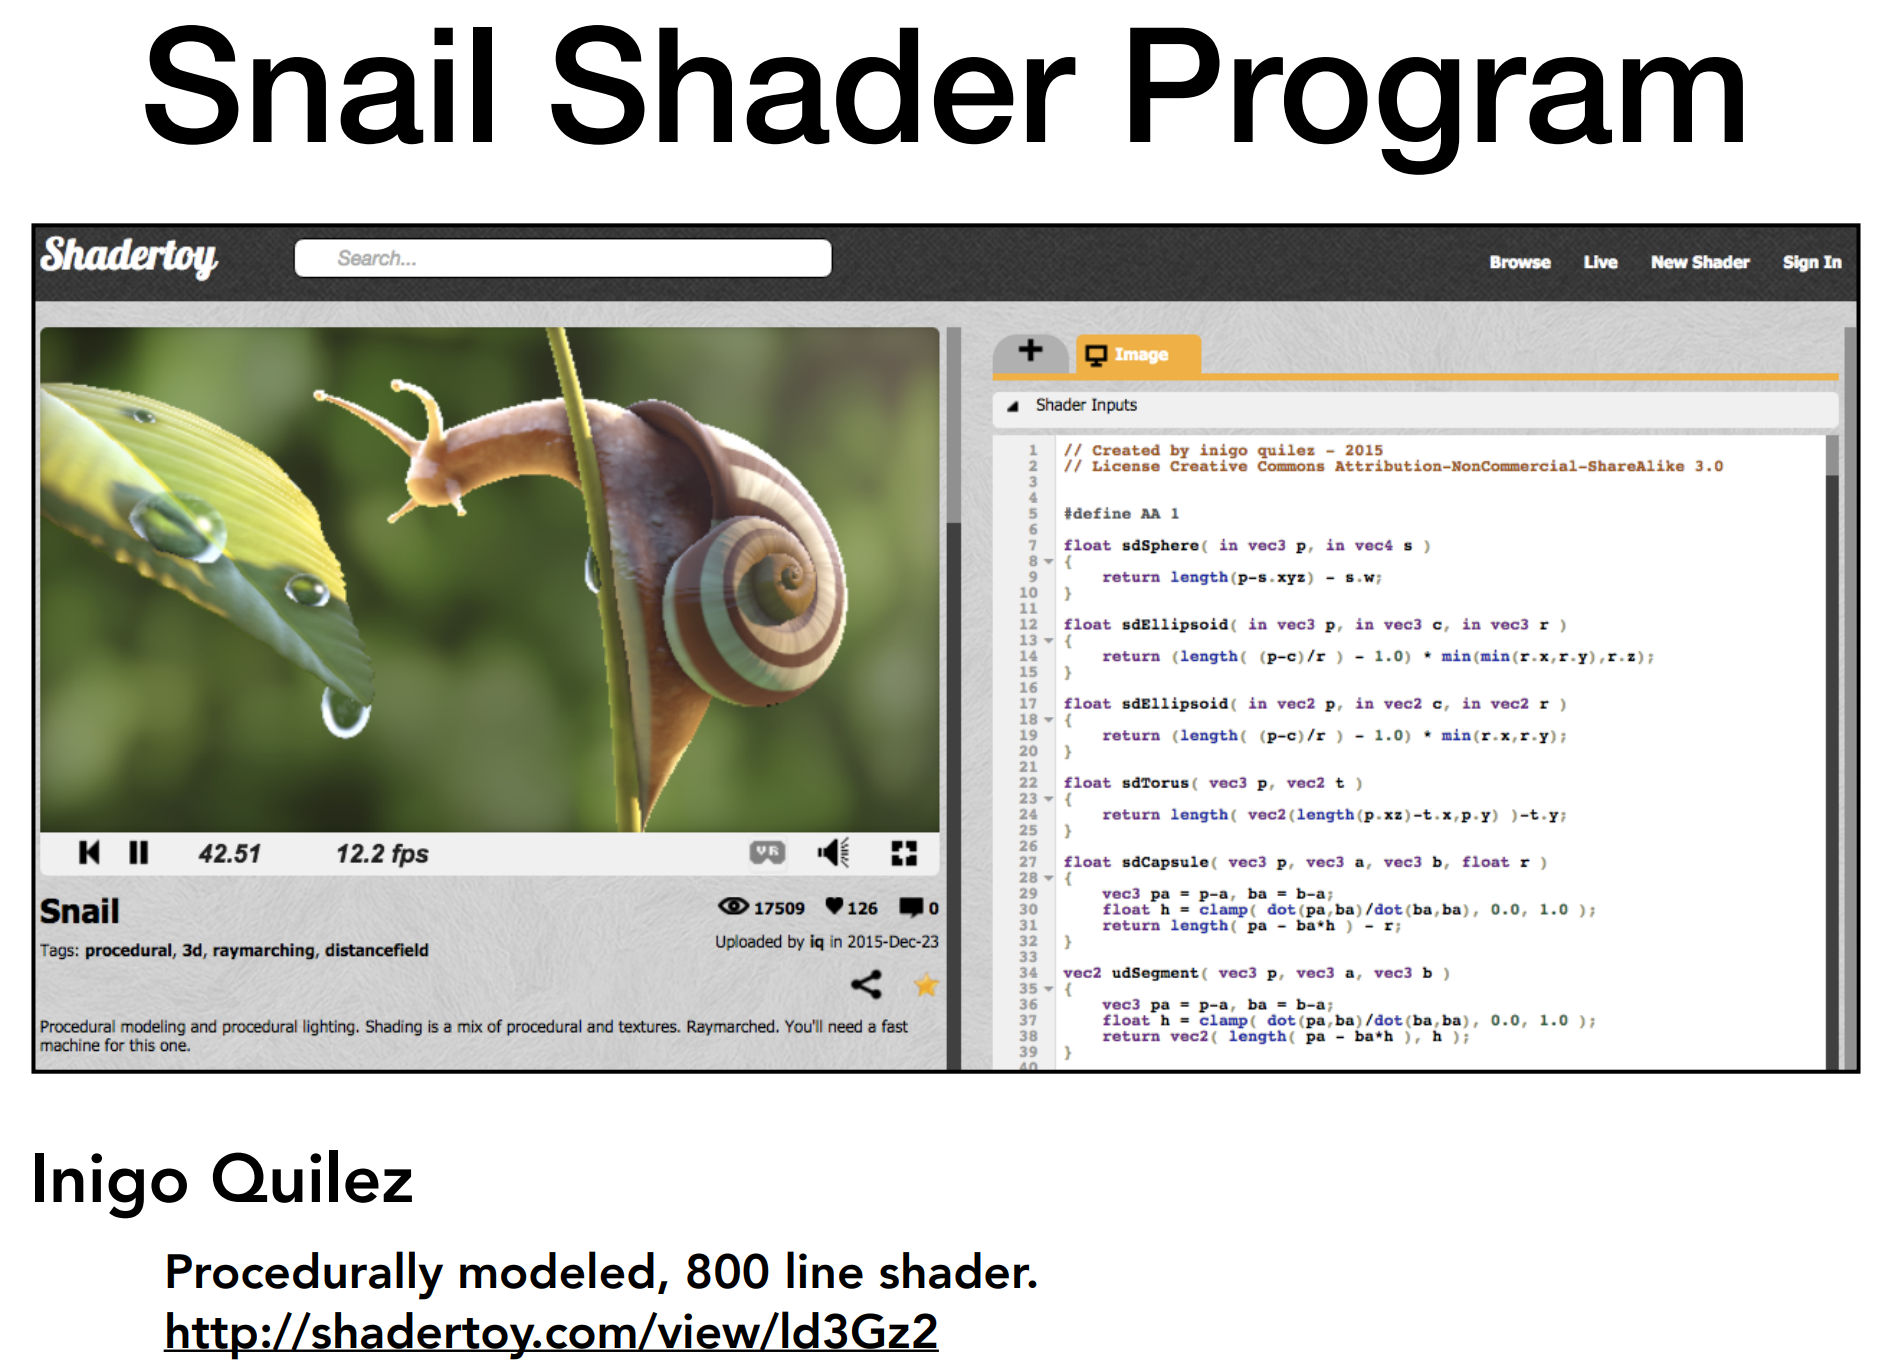 Snail Shader Program
Shadertoy
Search...
Browse Live New Shader Sign In
42.51 12.2 fps
VR
Snail
17509 126 0
Tags: procedural, 3d, raymarching, distancefield
Uploaded by iq in 2015-Dec-23
Procedural modeling and procedural lighting. Shading is a mix of procedural and textures. Raymarched. You'll need a fast
machine for this one.
+ Image
Shader Inputs
1 // Created by inigo quilez - 2015
2 // License Creative Commons Attribution-NonCommercial-ShareAlike 3.0
3
4
5 #define AA 1
6
7 float sdSphere( in vec3 p, in vec4 s )
8 {
9 return length(p-s.xyz) - s.w;
10 }
11
12 float sdEllipsoid( in vec3 p, in vec3 c, in vec3 r )
13 {
14 return (length( (p-c)/r ) - 1.0) * min(min(r.x,r.y),r.z);
15 }
16
17 float sdEllipsoid( in vec2 p, in vec2 c, in vec2 r )
18 {
19 return (length( (p-c)/r ) - 1.0) * min(r.x,r.y);
20 }
21
22 float sdTorus( vec3 p, vec2 t )
23 {
24 return length( vec2(length(p.xz)-t.x,p.y) )-t.y;
25 }
26
27 float sdCapsule( vec3 p, vec3 a, vec3 b, float r )
28 {
29 vec3 pa = p-a, ba = b-a;
30 float h = clamp( dot(pa,ba)/dot(ba,ba), 0.0, 1.0 );
31 return length( pa - ba*h ) - r;
32 }
33
34 vec2 udSegment( vec3 p, vec3 a, vec3 b )
35 {
36 vec3 pa = p-a, ba = b-a;
37 float h = clamp( dot(pa,ba)/dot(ba,ba), 0.0, 1.0 );
38 return vec2( length( pa - ba*h ), h );
39 }
40
Inigo Quilez
Procedurally modeled, 800 line shader.
http://shadertoy.com/view/ld3Gz2